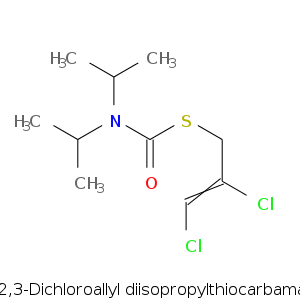 H₃C CH₃
H₃C N S
CH₃ O Cl
Cl
2,3-Dichloroallyl diisopropylthiocarbama